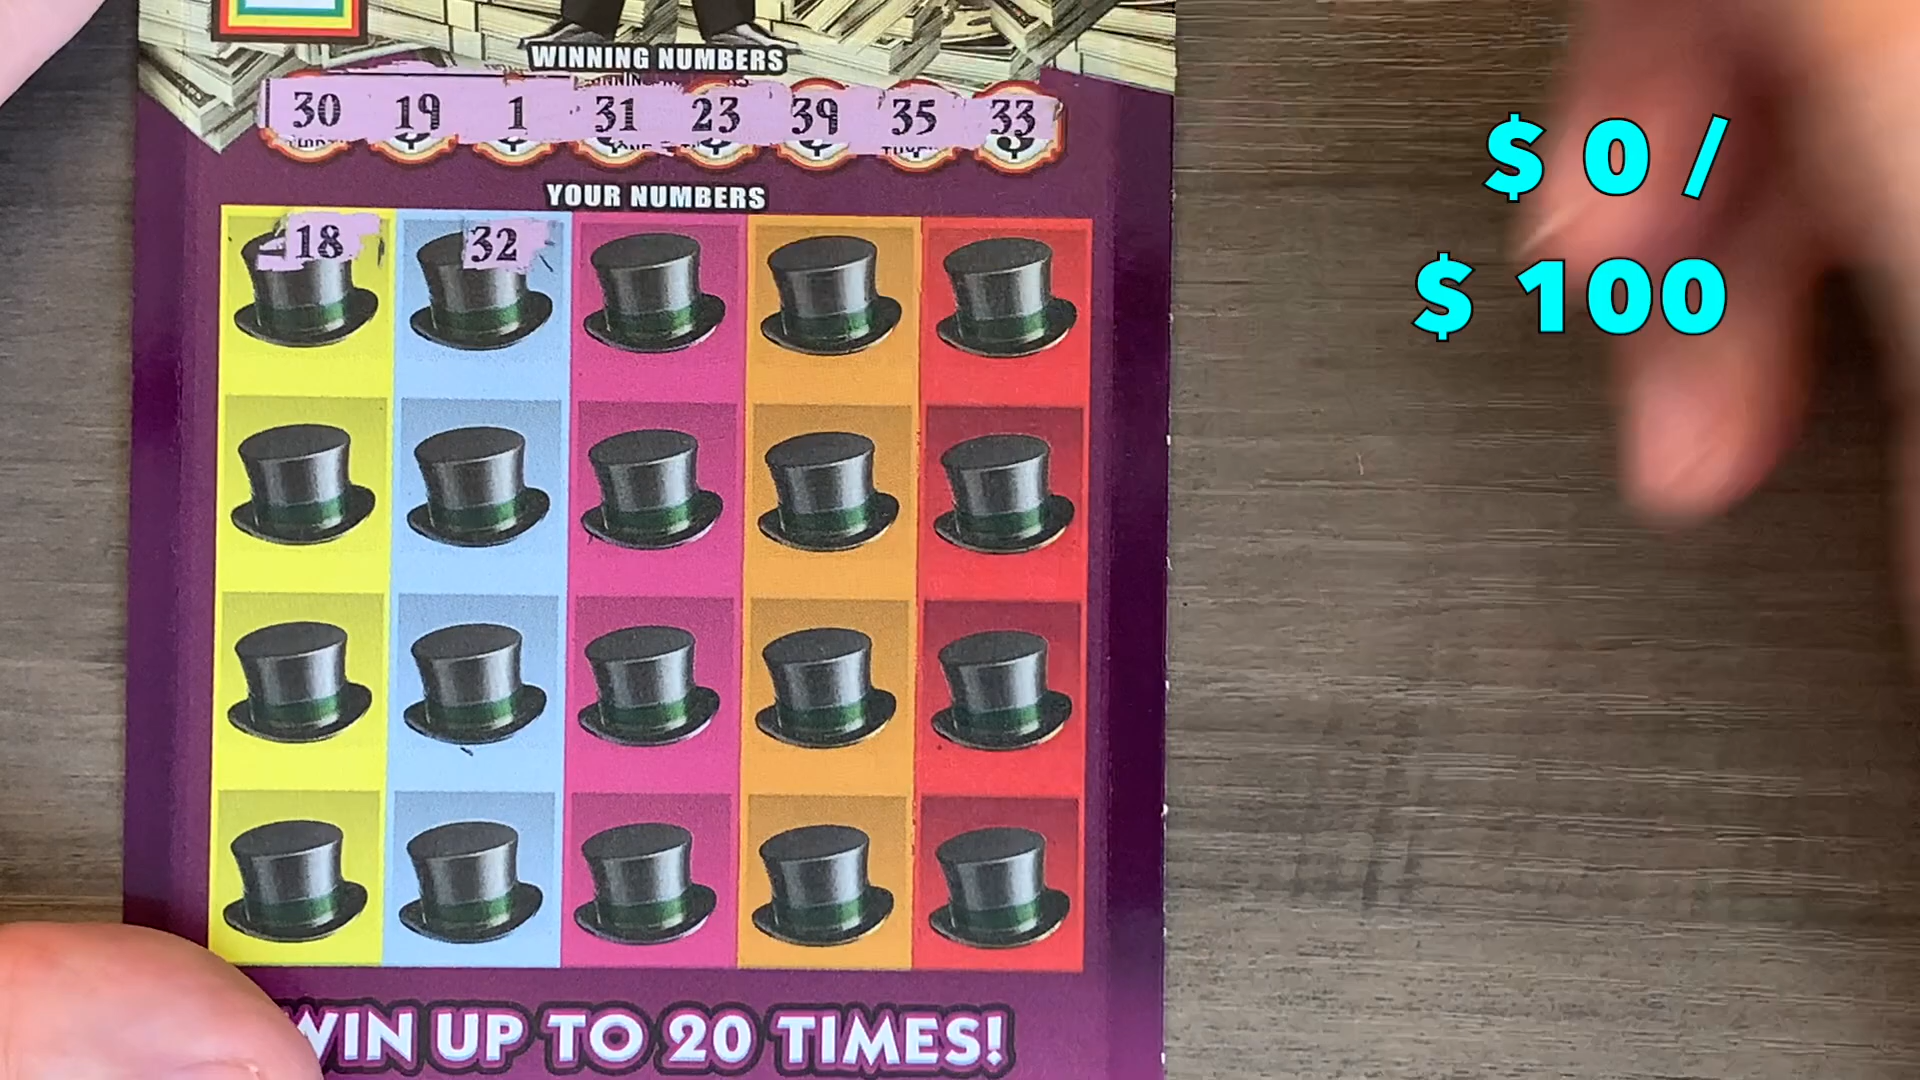 WINNING NUMBERS
30 19 1 31 23 39 35 33
YOUR NUMBERS
18 32
WIN UP TO 20 TIMES!
$ 0 /
$ 100